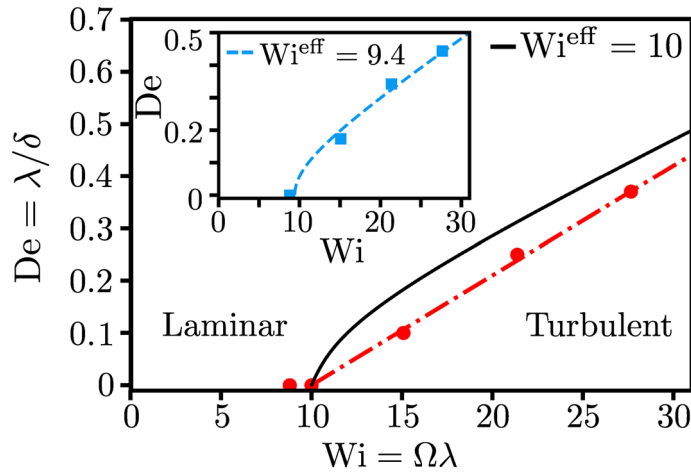 0.7
0.6
0.5
0.4
0.3
0.2
0.1
0
De = λ/δ
0.5
0.2
0
De
Wi^eff = 9.4
0
10
20
30
Wi
Wi^eff = 10
Laminar
Turbulent
0
5
10
15
20
25
30
Wi = Ωλ